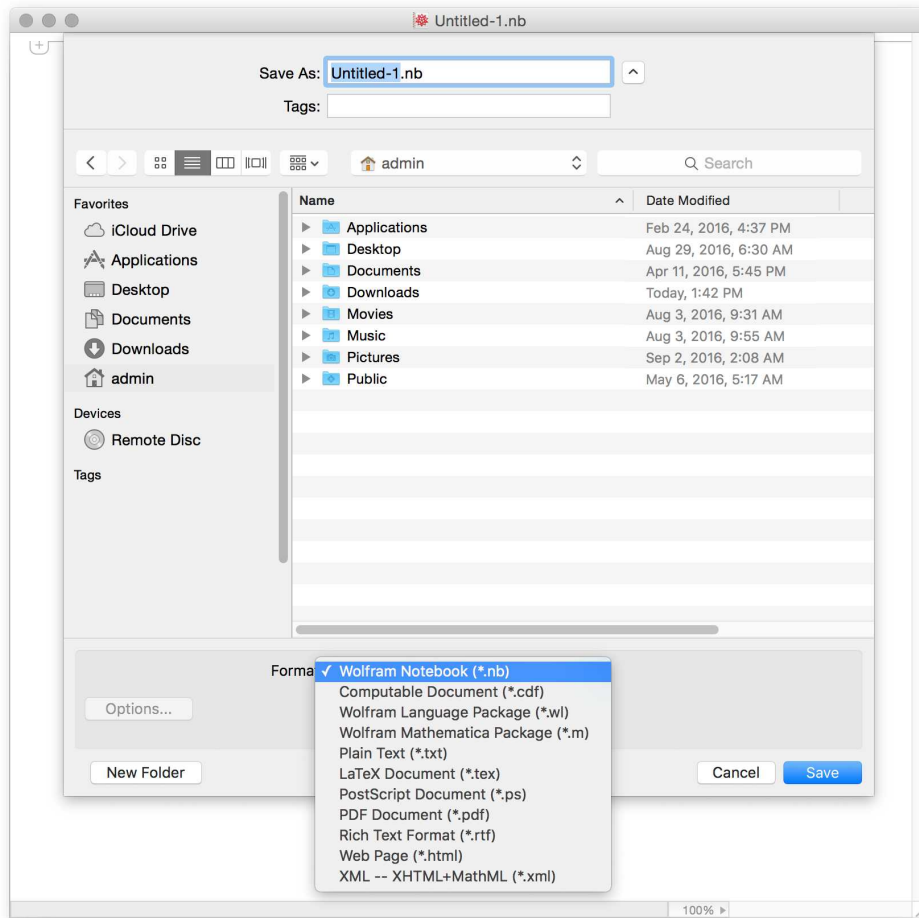 Untitled-1.nb
Save As: Untitled-1.nb
Tags:
admin
Search
Favorites
iCloud Drive
Applications
Desktop
Documents
Downloads
admin
Devices
Remote Disc
Tags
Name Date Modified
Applications Feb 24, 2016, 4:37 PM
Desktop Aug 29, 2016, 6:30 AM
Documents Apr 11, 2016, 5:45 PM
Downloads Today, 1:42 PM
Movies Aug 3, 2016, 9:31 AM
Music Aug 3, 2016, 9:55 AM
Pictures Sep 2, 2016, 2:08 AM
Public May 6, 2016, 5:17 AM
Forma ✓ Wolfram Notebook (*.nb)
Computable Document (*.cdf)
Wolfram Language Package (*.wl)
Wolfram Mathematica Package (*.m)
Plain Text (*.txt)
LaTeX Document (*.tex)
PostScript Document (*.ps)
PDF Document (*.pdf)
Rich Text Format (*.rtf)
Web Page (*.html)
XML -- XHTML+MathML (*.xml)
Options...
New Folder
Cancel Save
100%